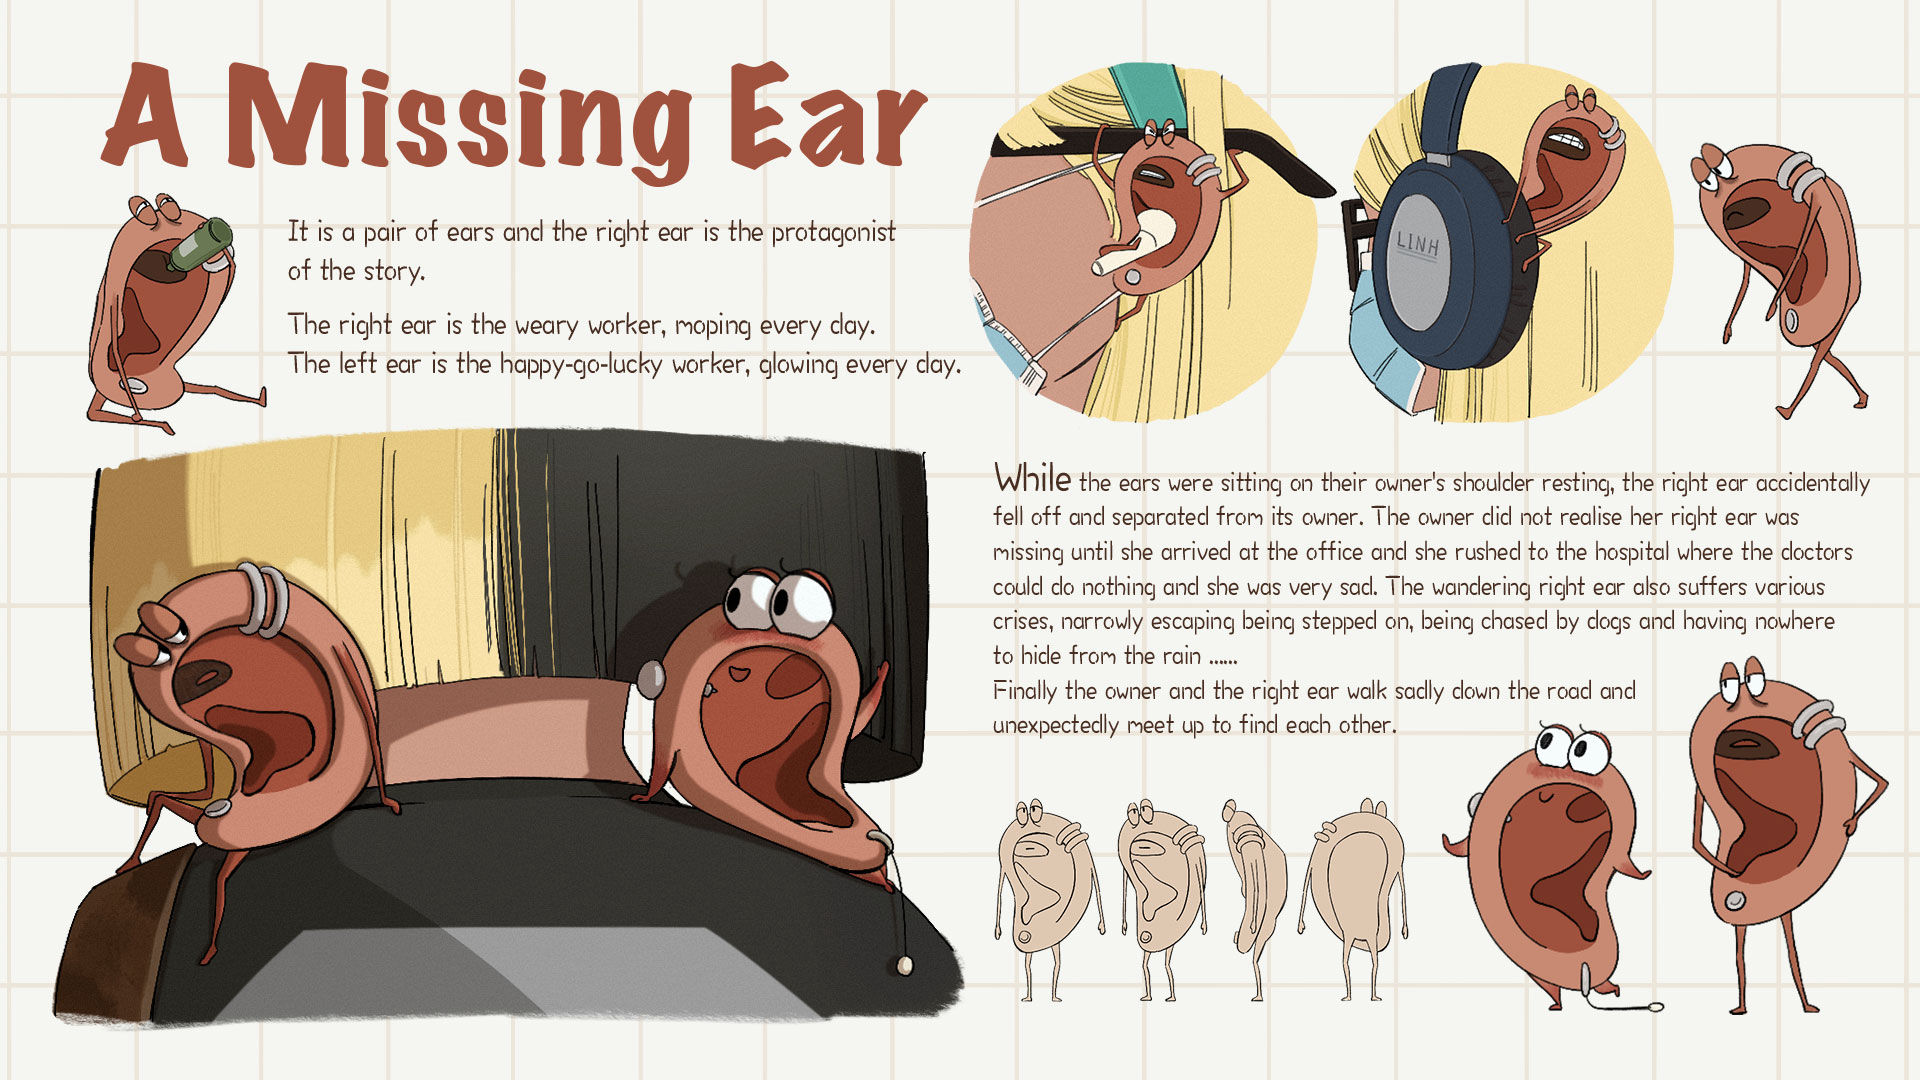 A Missing Ear
It is a pair of ears and the right ear is the protagonist
of the story.
The right ear is the weary worker, moping every day.
The left ear is the happy-go-lucky worker, glowing every day.
LINH
While the ears were sitting on their owner's shoulder resting, the right ear accidentally
fell off and separated from its owner. The owner did not realise her right ear was
missing until she arrived at the office and she rushed to the hospital where the doctors
could do nothing and she was very sad. The wandering right ear also suffers various
crises, narrowly escaping being stepped on, being chased by dogs and having nowhere
to hide from the rain ......
Finally the owner and the right ear walk sadly down the road and
unexpectedly meet up to find each other.